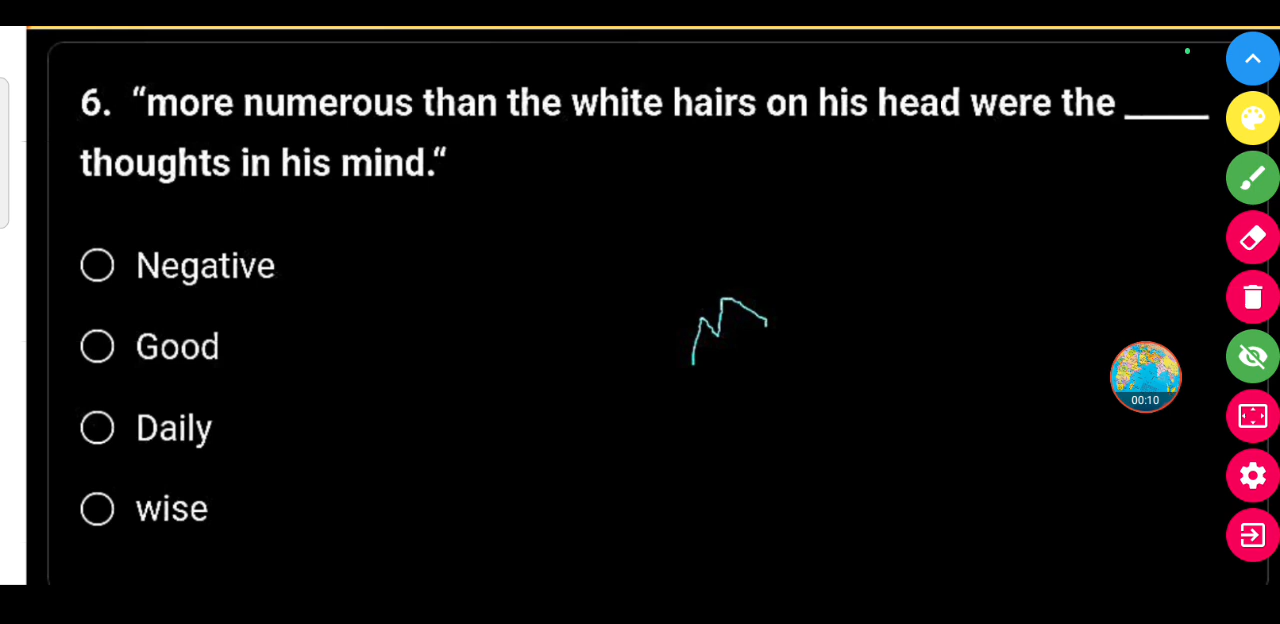 6. “more numerous than the white hairs on his head were the _____
thoughts in his mind.“
Negative
Good
Daily
wise
00:10